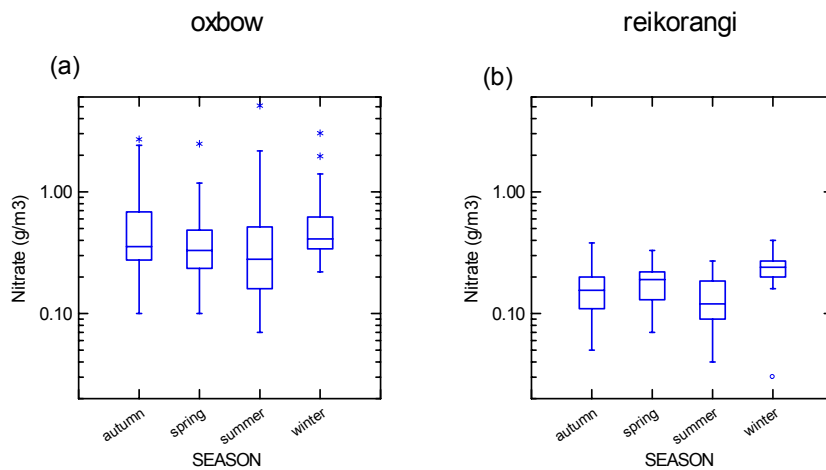 oxbow
(a)
Nitrate (g/m3)
1.00
0.10
autumn
spring
summer
winter
SEASON
reikorangi
(b)
Nitrate (g/m3)
1.00
0.10
autumn
spring
summer
winter
SEASON